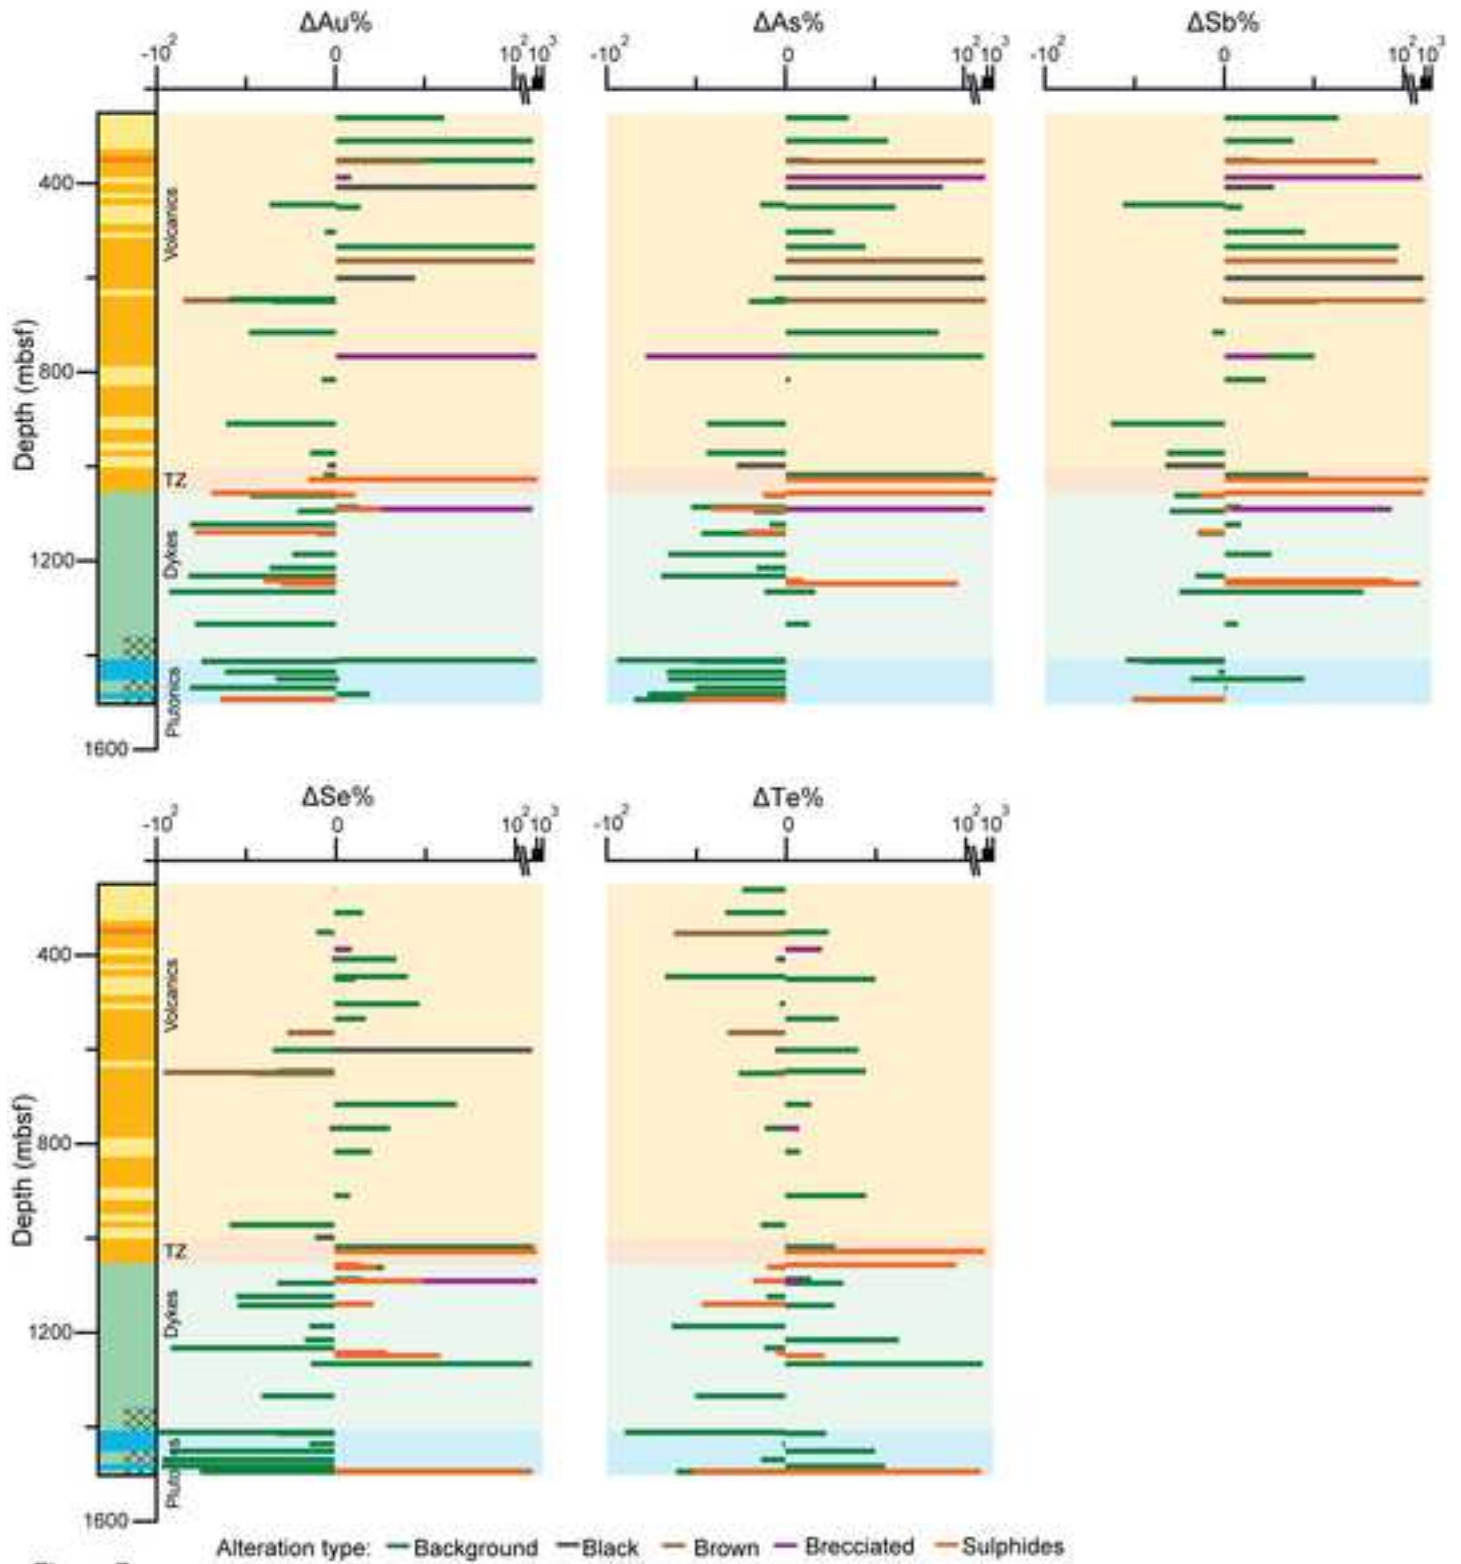 ΔAu% ΔAs% ΔSb%
-10² 0 10² 10³ -10² 0 10² 10³ -10² 0 10² 10³
Depth (mbsf)
400
800
1200
1600
Volcanics
TZ
Dykes
Plutonics
ΔSe% ΔTe%
-10² 0 10² 10³ -10² 0 10² 10³
Depth (mbsf)
400
800
1200
1600
Volcanics
TZ
Dykes
Alteration type: Background Black Brown Brecciated Sulphides